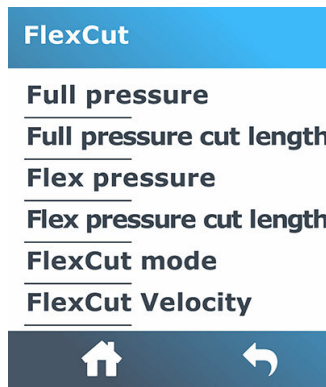 FlexCut
Full pressure
Full pressure cut length
Flex pressure
Flex pressure cut length
FlexCut mode
FlexCut Velocity